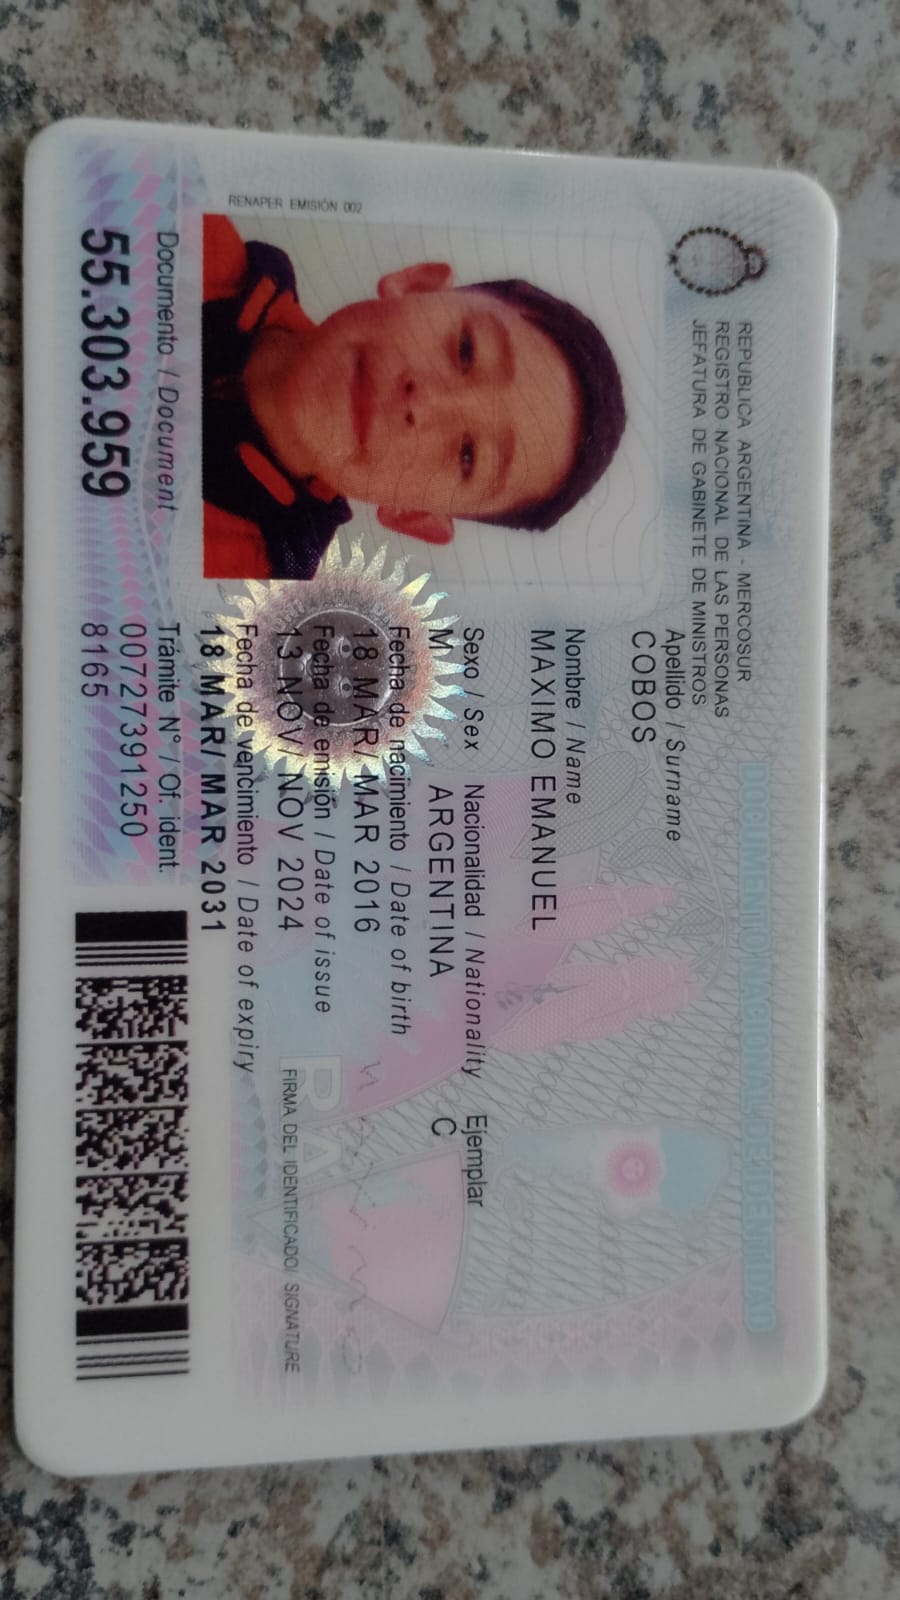 REPUBLICA ARGENTINA - MERCOSUR
REGISTRO NACIONAL DE LAS PERSONAS
JEFATURA DE GABINETE DE MINISTROS
DOCUMENTO NACIONAL DE IDENTIDAD
Apellido / Surname
COBOS
Nombre / Name
MAXIMO EMANUEL
Sexo / Sex Nacionalidad / Nationality Ejemplar
M ARGENTINA C
Fecha de nacimiento / Date of birth
18 MAR/ MAR 2016
Fecha de emisión / Date of issue
13 NOV/ NOV 2024
FIRMA DEL IDENTIFICADO/ SIGNATURE
Fecha de vencimiento / Date of expiry
18 MAR/ MAR 2031
RENAPER EMISIÓN 002
Documento / Document
55.303.959
Trámite N° / Of. ident.
00727391250
8165